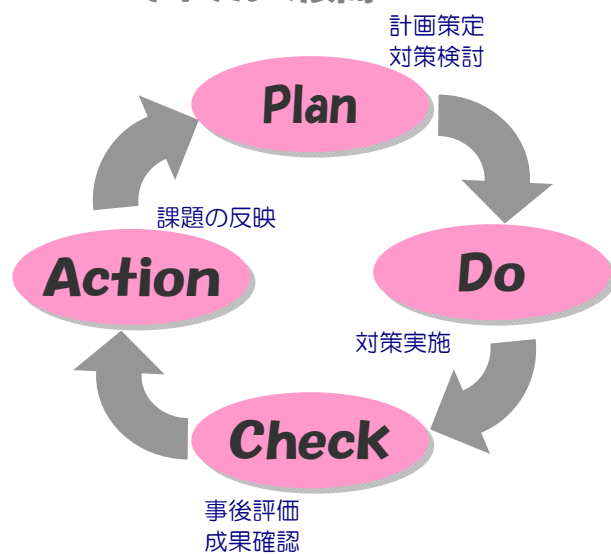 計画策定
対策検討
Plan
Do
対策実施
Check
事後評価
成果確認
Action
課題の反映